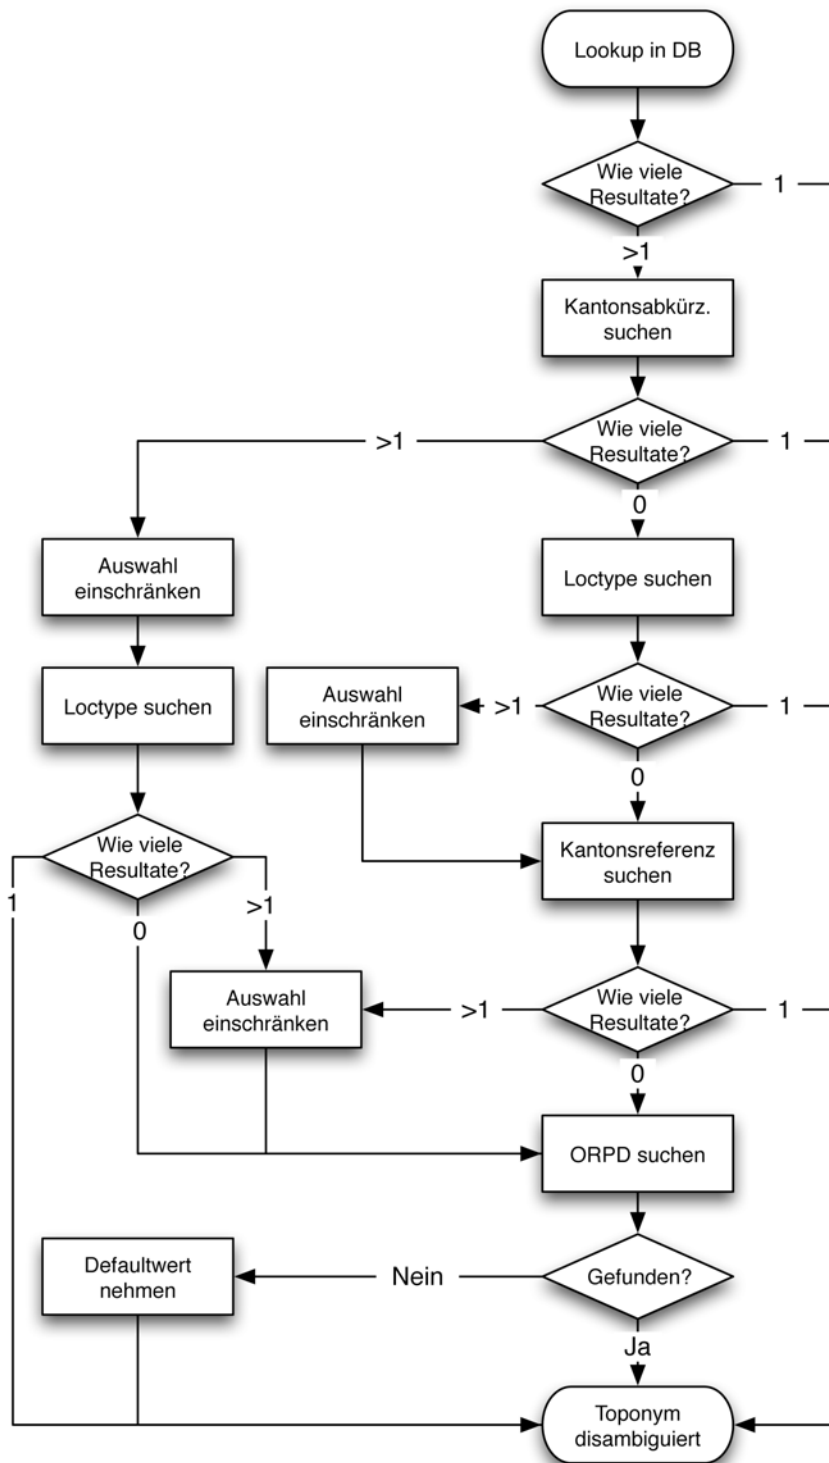 Lookup in DB
Wie viele
Resultate?
1
>1
Kantonsabkürz.
suchen
>1
Wie viele
Resultate?
1
0
Auswahl
einschränken
Loctype suchen
Loctype suchen
Auswahl
einschränken
>1
Wie viele
Resultate?
1
0
Wie viele
Resultate?
1
0
>1
Kantonsreferenz
suchen
Auswahl
einschränken
>1
Wie viele
Resultate?
1
0
ORPD suchen
Defaultwert
nehmen
Nein
Gefunden?
Ja
Toponym
disambiguiert